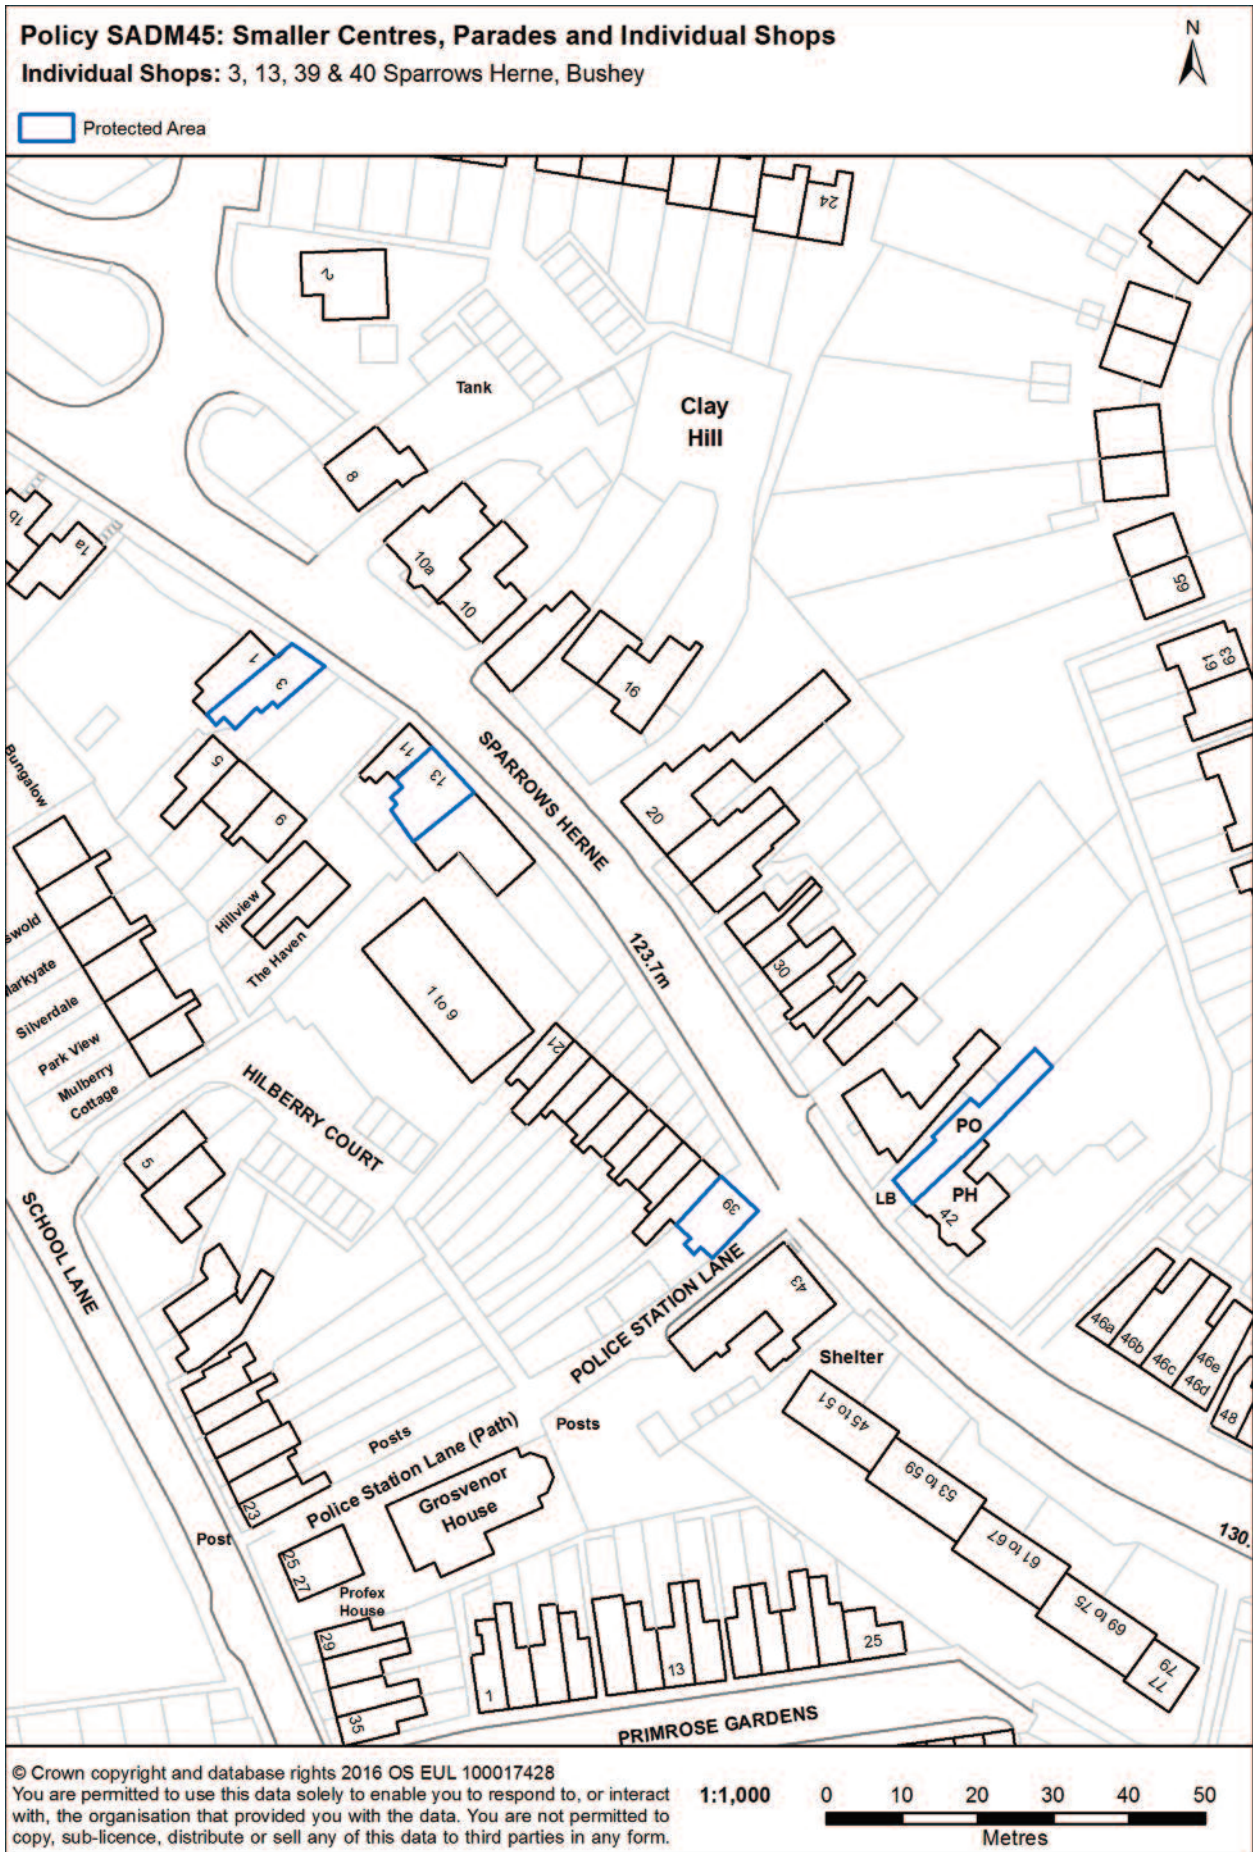 Policy SADM45: Smaller Centres, Parades and Individual Shops
Individual Shops: 3, 13, 39 & 40 Sparrows Herne, Bushey
N
Protected Area
24
2
Tank
Clay
Hill
8
1b
1a
10a
10
65
16
63
61
1
3
Bungalow
11
13
5
9
SPARROWS HERNE
20
Hillview
The Haven
Markyate
Silverdale
Park View
Mulberry
Cottage
123.7m
30
1 to 9
21
HILBERRY COURT
5
PO
PH
LB
42
39
SCHOOL LANE
POLICE STATION LANE
43
Shelter
46a
46b
46c
46e
46d
48
45 to 51
Posts
Posts
Police Station Lane (Path)
Grosvenor
House
53 to 59
23
Post
25
27
Profex
House
61 to 67
130.
69 to 75
29
35
1
13
25
77
79
PRIMROSE GARDENS
© Crown copyright and database rights 2016 OS EUL 100017428
You are permitted to use this data solely to enable you to respond to, or interact
with, the organisation that provided you with the data. You are not permitted to
copy, sub-licence, distribute or sell any of this data to third parties in any form.
1:1,000
0 10 20 30 40 50
Metres